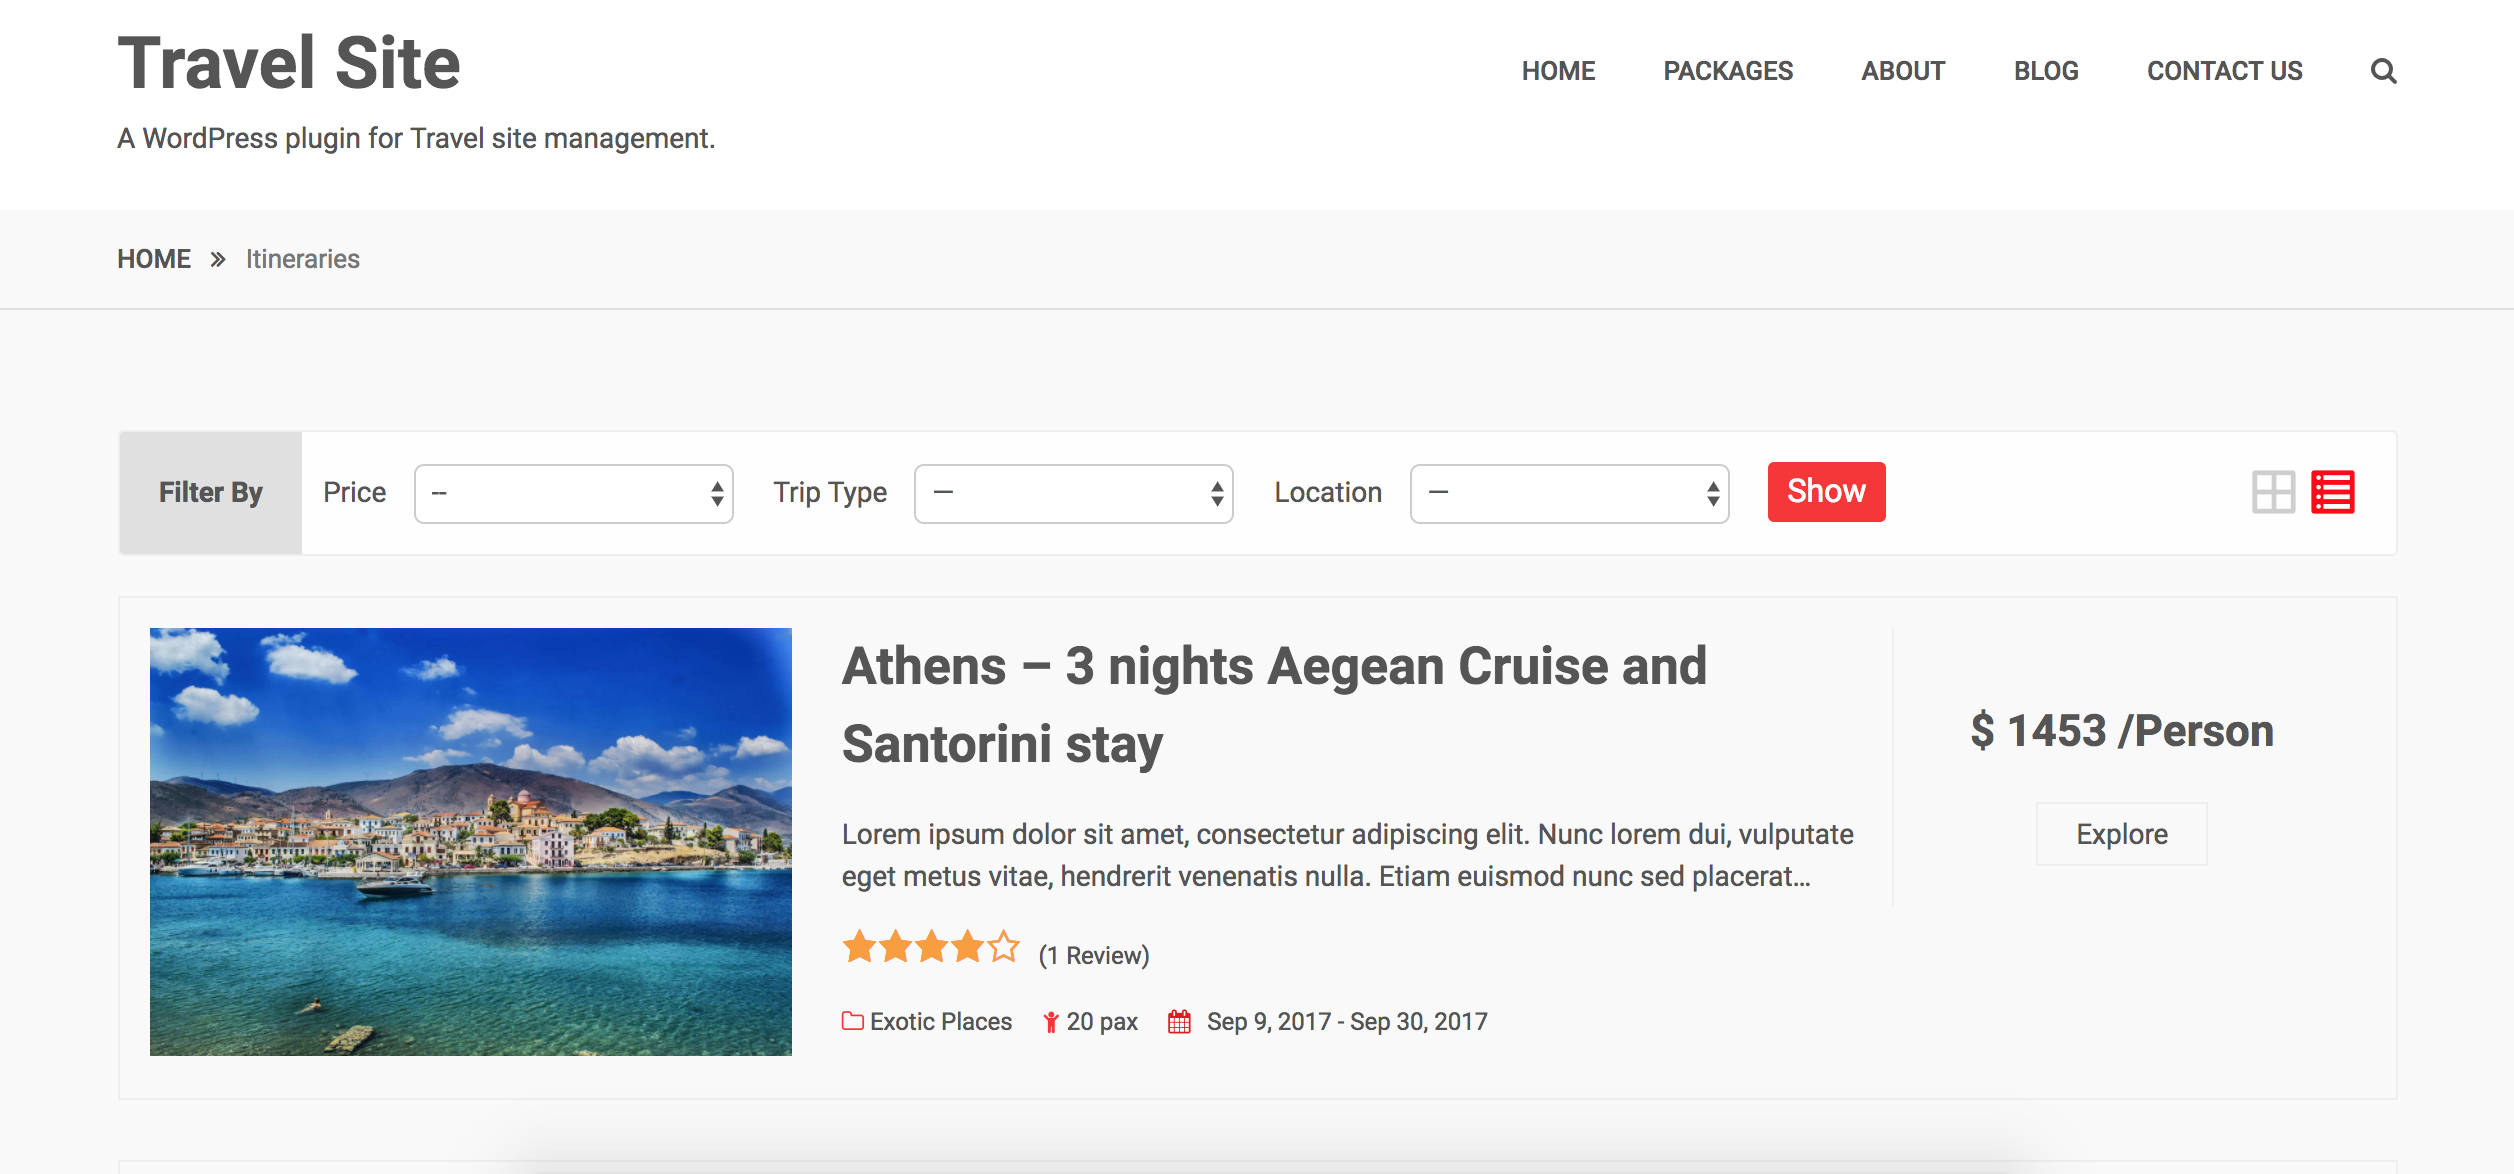 Travel Site
HOME PACKAGES ABOUT BLOG CONTACT US
A WordPress plugin for Travel site management.
HOME » Itineraries
Filter By Price -- Trip Type — Location — Show
Athens – 3 nights Aegean Cruise and
Santorini stay
$ 1453 /Person
Lorem ipsum dolor sit amet, consectetur adipiscing elit. Nunc lorem dui, vulputate
eget metus vitae, hendrerit venenatis nulla. Etiam euismod nunc sed placerat...
Explore
(1 Review)
Exotic Places 20 pax Sep 9, 2017 - Sep 30, 2017